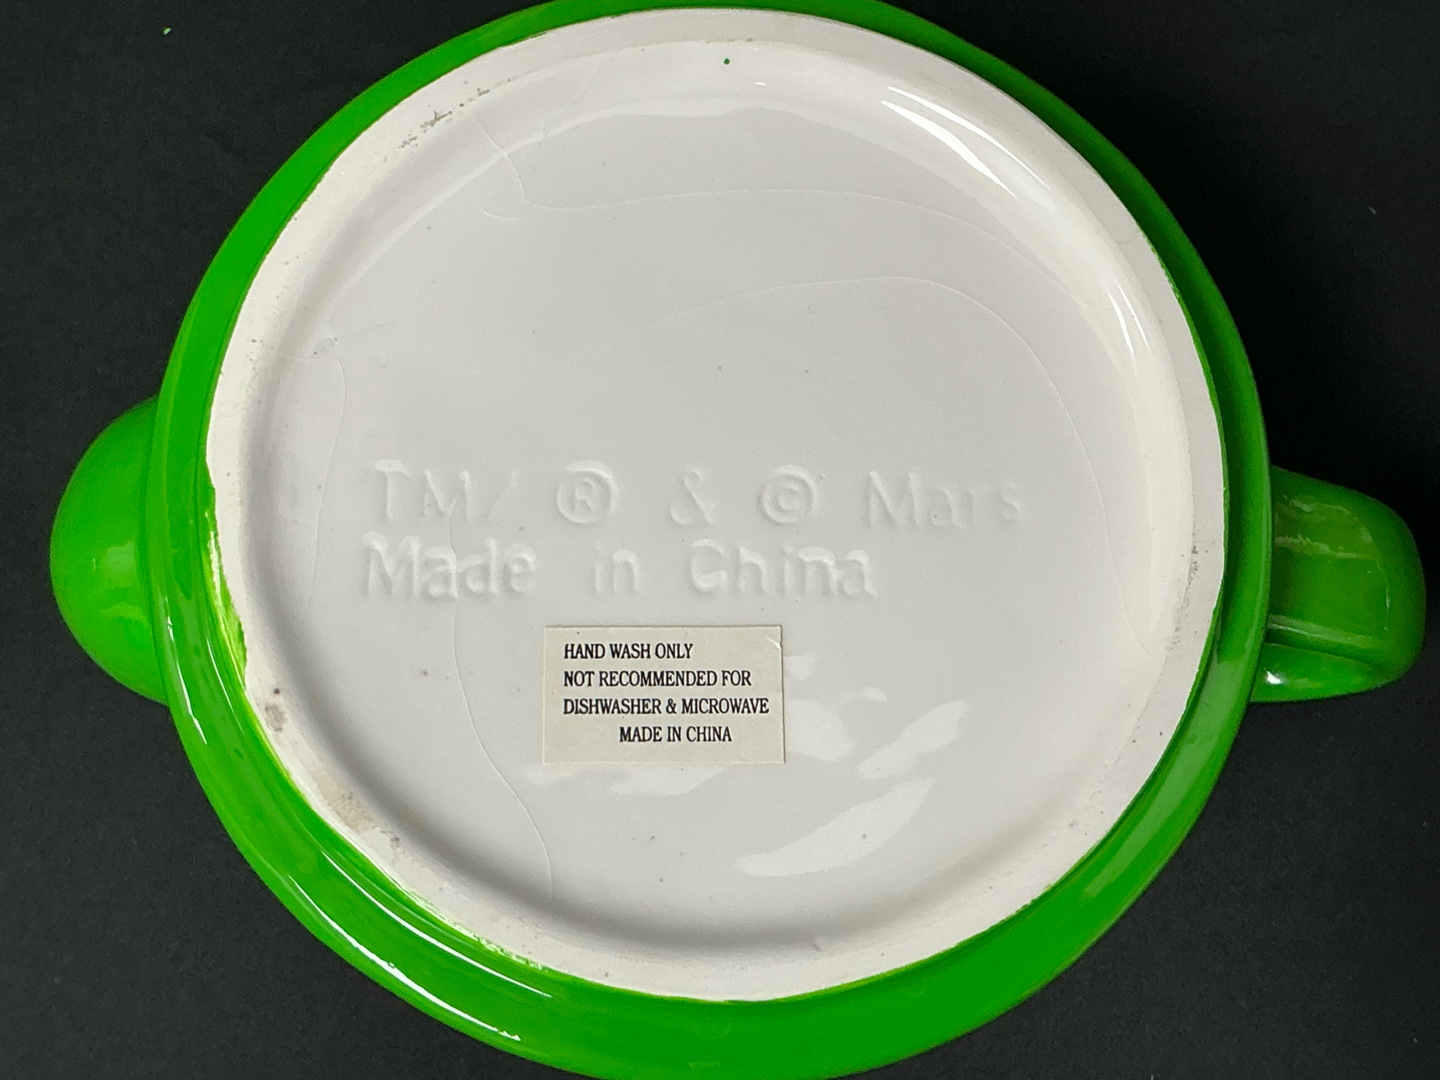 TM/ ® & © Mars
Made in China
HAND WASH ONLY
NOT RECOMMENDED FOR
DISHWASHER & MICROWAVE
MADE IN CHINA